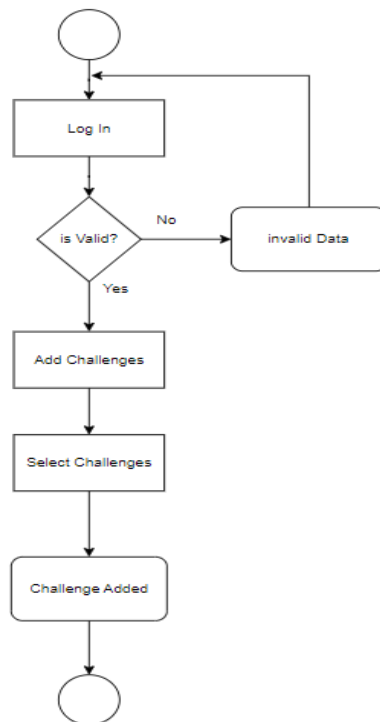 Log In
is Valid?
No
invalid Data
Yes
Add Challenges
Select Challenges
Challenge Added